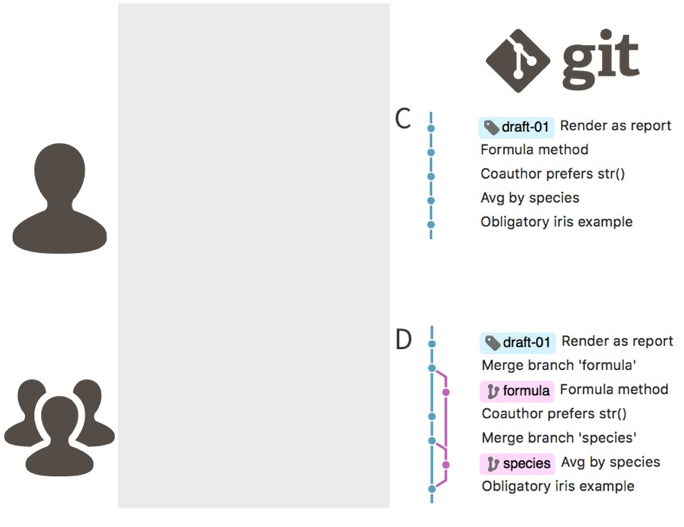 git
C
draft-01 Render as report
Formula method
Coauthor prefers str()
Avg by species
Obligatory iris example
D
draft-01 Render as report
Merge branch 'formula'
formula Formula method
Coauthor prefers str()
Merge branch 'species'
species Avg by species
Obligatory iris example